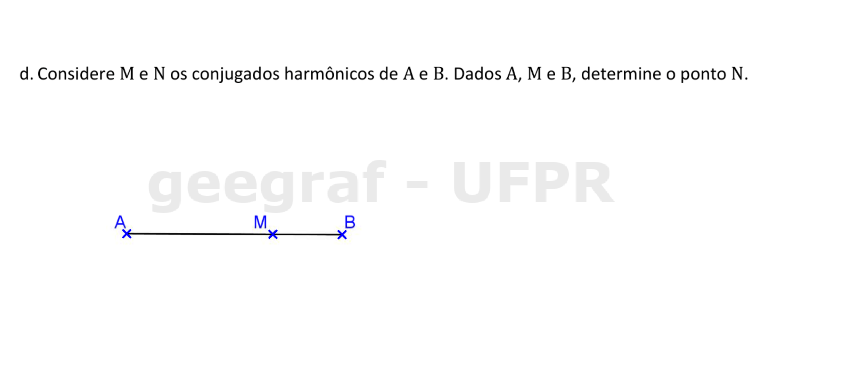 d. Considere M e N os conjugados harmônicos de A e B. Dados A, M e B, determine o ponto N.
geegraf - UFPR
A M B